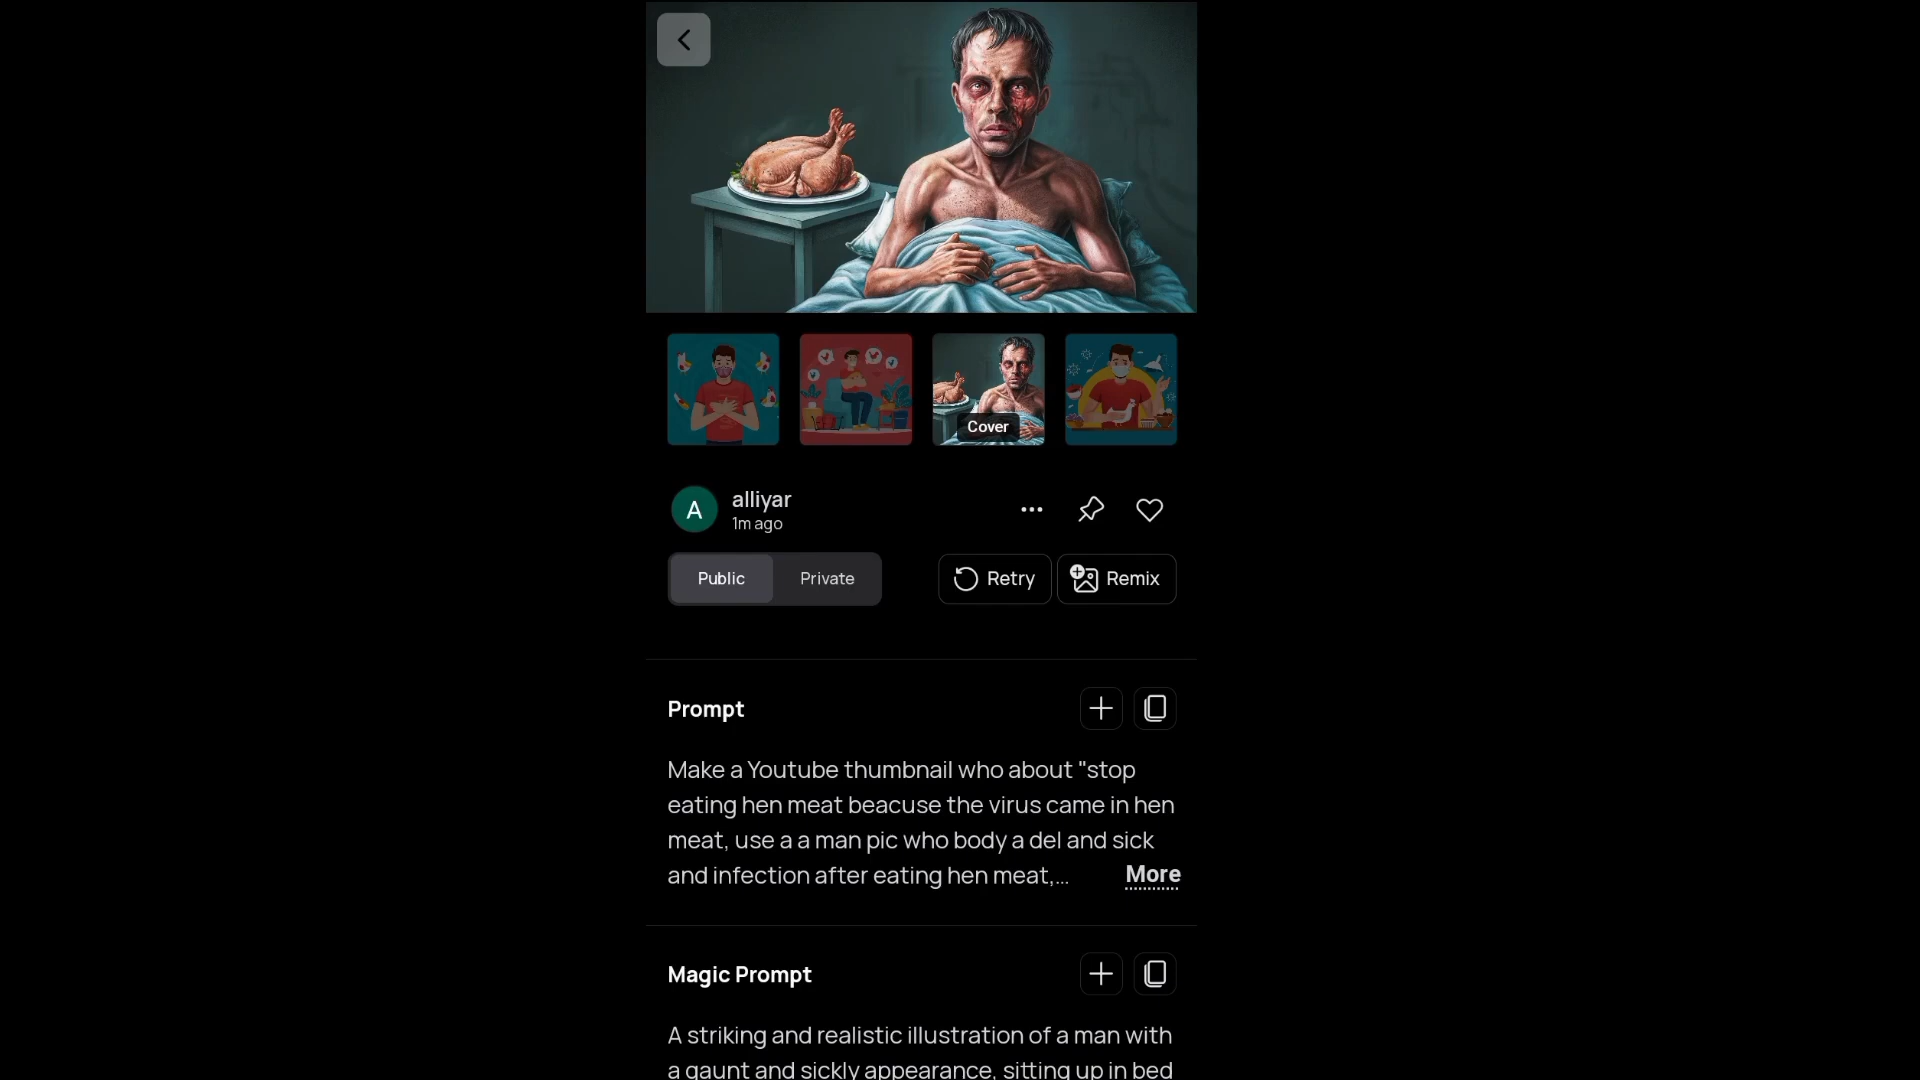 Cover
A
alliyar
1m ago
Public
Private
Retry
Remix
Prompt
Make a Youtube thumbnail who about "stop
eating hen meat beacuse the virus came in hen
meat, use a a man pic who body a del and sick
and infection after eating hen meat,...
More
Magic Prompt
A striking and realistic illustration of a man with
a gaunt and sickly appearance, sitting up in bed